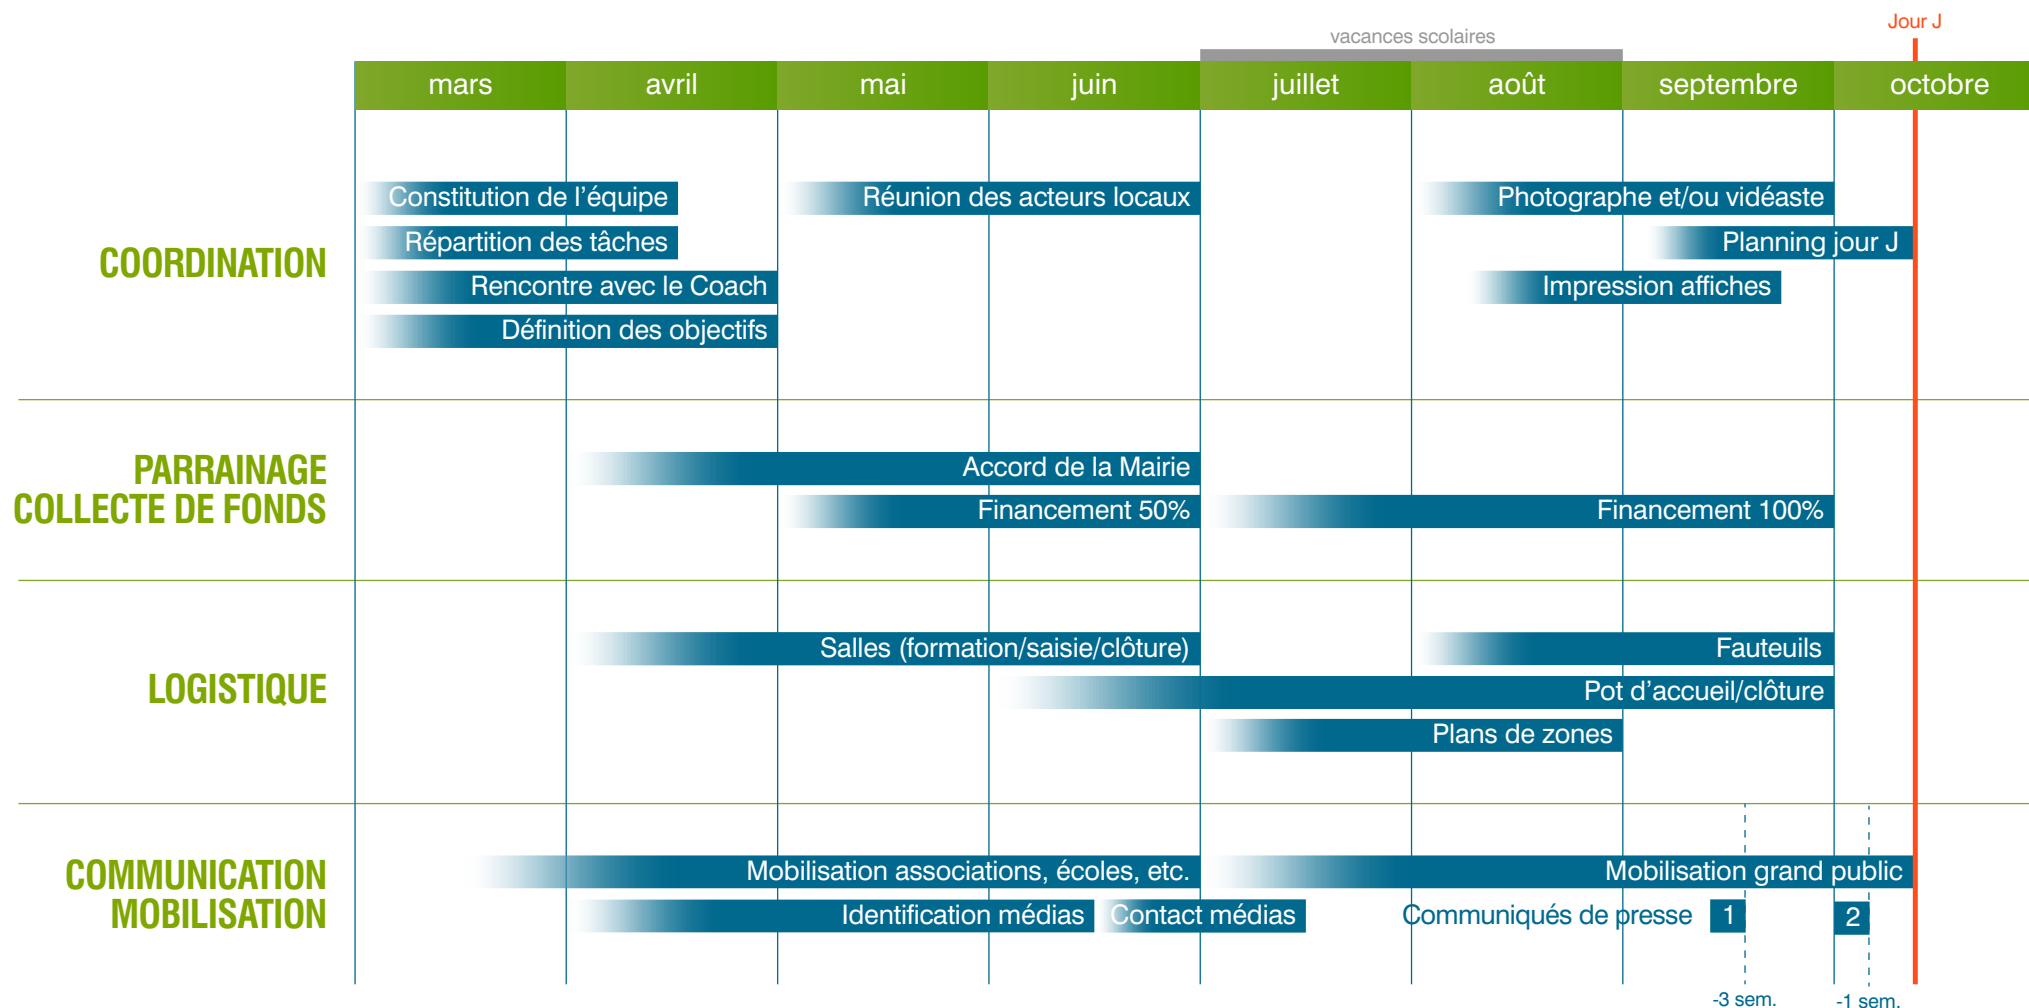 Jour J
vacances scolaires
mars avril mai juin juillet août septembre octobre
COORDINATION
Constitution de l’équipe Réunion des acteurs locaux Photographe et/ou vidéaste
Répartition des tâches Planning jour J
Rencontre avec le Coach Impression affiches
Définition des objectifs
PARRAINAGE
COLLECTE DE FONDS
Accord de la Mairie
Financement 50% Financement 100%
LOGISTIQUE
Salles (formation/saisie/clôture) Fauteuils
Pot d’accueil/clôture
Plans de zones
COMMUNICATION
MOBILISATION
Mobilisation associations, écoles, etc. Mobilisation grand public
Identification médias Contact médias Communiqués de presse 1 2
-3 sem. -1 sem.